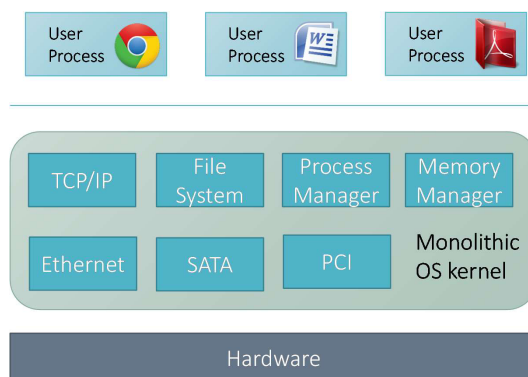 User
Process
User
Process
W
User
Process
TCP/IP
File
System
Process
Manager
Memory
Manager
Ethernet
SATA
PCI
Monolithic
OS kernel
Hardware